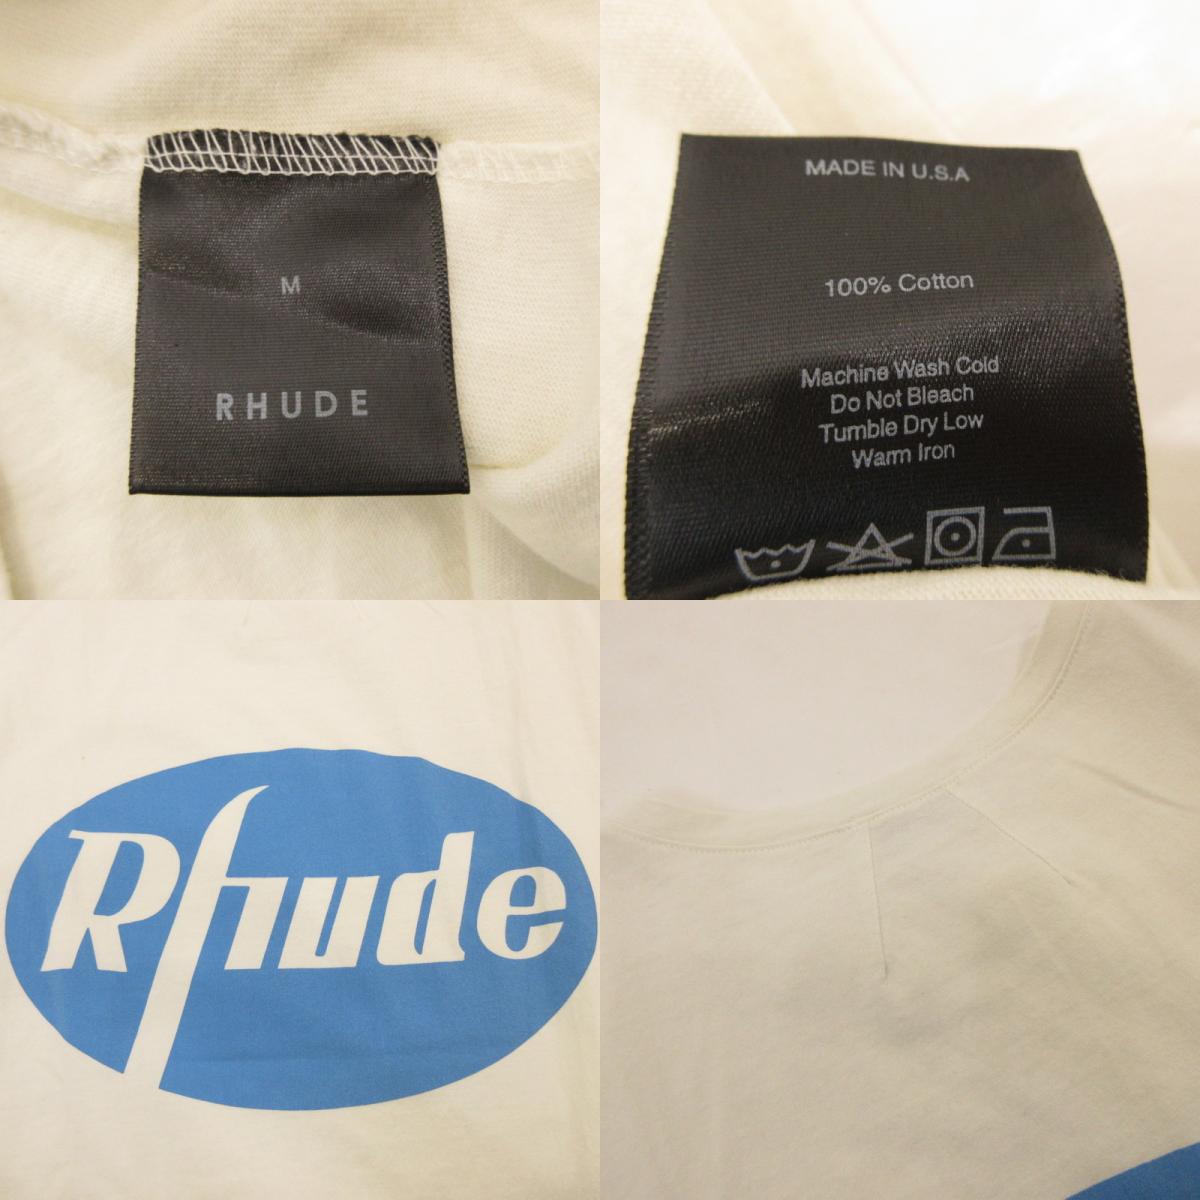 M
RHUDE
MADE IN U.S.A
100% Cotton
Machine Wash Cold
Do Not Bleach
Tumble Dry Low
Warm Iron
Rhude